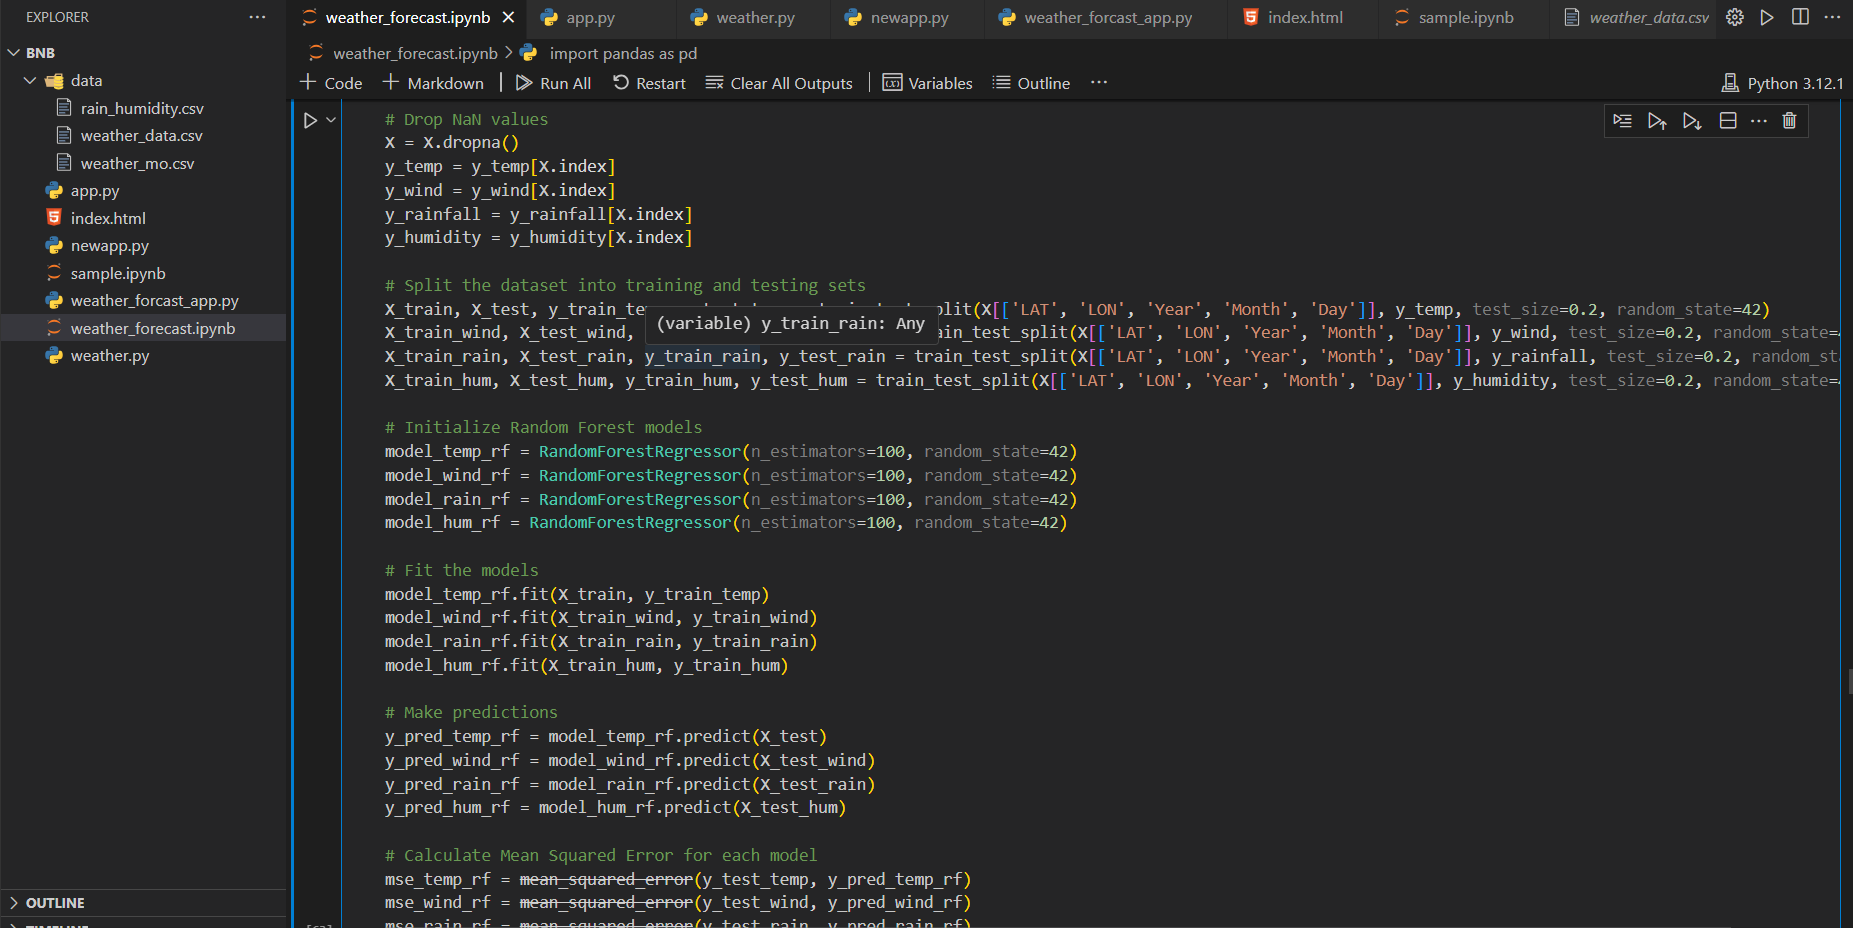 EXPLORER
BNB
data
rain_humidity.csv
weather_data.csv
weather_mo.csv
app.py
index.html
newapp.py
sample.ipynb
weather_forcast_app.py
weather_forecast.ipynb
weather.py
OUTLINE
weather_forecast.ipynb
app.py
weather.py
newapp.py
weather_forcast_app.py
index.html
sample.ipynb
weather_data.csv
weather_forecast.ipynb > import pandas as pd
+ Code + Markdown | Run All Restart Clear All Outputs | Variables Outline ...
Python 3.12.1
# Drop NaN values
X = X.dropna()
y_temp = y_temp[X.index]
y_wind = y_wind[X.index]
y_rainfall = y_rainfall[X.index]
y_humidity = y_humidity[X.index]
# Split the dataset into training and testing sets
X_train, X_test, y_train_te split(X[['LAT', 'LON', 'Year', 'Month', 'Day']], y_temp, test_size=0.2, random_state=42)
(variable) y_train_rain: Any
X_train_wind, X_test_wind, in_test_split(X[['LAT', 'LON', 'Year', 'Month', 'Day']], y_wind, test_size=0.2, random_state=
X_train_rain, X_test_rain, y_train_rain, y_test_rain = train_test_split(X[['LAT', 'LON', 'Year', 'Month', 'Day']], y_rainfall, test_size=0.2, random_st
X_train_hum, X_test_hum, y_train_hum, y_test_hum = train_test_split(X[['LAT', 'LON', 'Year', 'Month', 'Day']], y_humidity, test_size=0.2, random_state=
# Initialize Random Forest models
model_temp_rf = RandomForestRegressor(n_estimators=100, random_state=42)
model_wind_rf = RandomForestRegressor(n_estimators=100, random_state=42)
model_rain_rf = RandomForestRegressor(n_estimators=100, random_state=42)
model_hum_rf = RandomForestRegressor(n_estimators=100, random_state=42)
# Fit the models
model_temp_rf.fit(X_train, y_train_temp)
model_wind_rf.fit(X_train_wind, y_train_wind)
model_rain_rf.fit(X_train_rain, y_train_rain)
model_hum_rf.fit(X_train_hum, y_train_hum)
# Make predictions
y_pred_temp_rf = model_temp_rf.predict(X_test)
y_pred_wind_rf = model_wind_rf.predict(X_test_wind)
y_pred_rain_rf = model_rain_rf.predict(X_test_rain)
y_pred_hum_rf = model_hum_rf.predict(X_test_hum)
# Calculate Mean Squared Error for each model
mse_temp_rf = mean_squared_error(y_test_temp, y_pred_temp_rf)
mse_wind_rf = mean_squared_error(y_test_wind, y_pred_wind_rf)
mse_rain_rf = mean_squared_error(y_test_rain, y_pred_rain_rf)